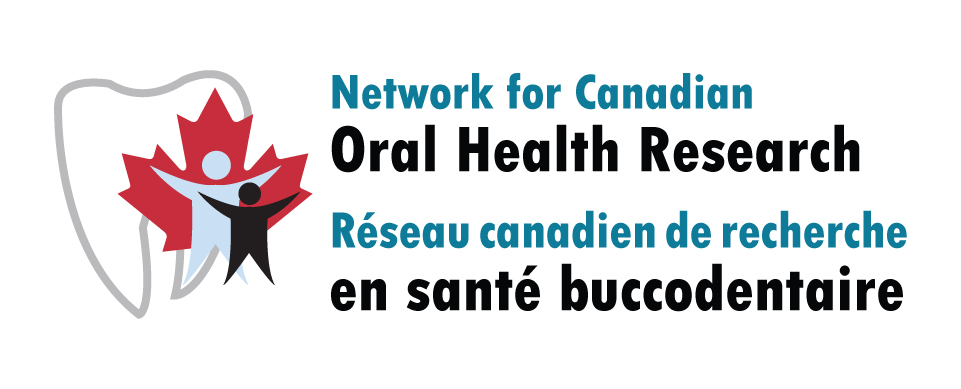 Network for Canadian
Oral Health Research
Réseau canadien de recherche
en santé buccodentaire